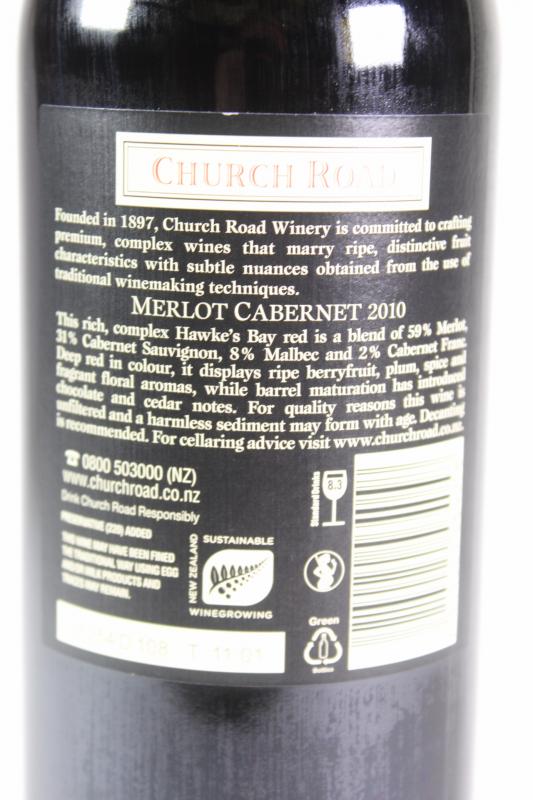 CHURCH ROAD
Founded in 1897, Church Road Winery is committed to crafting
premium, complex wines that marry ripe, distinctive fruit
characteristics with subtle nuances obtained from the use of
traditional winemaking techniques.
MERLOT CABERNET 2010
This rich, complex Hawke's Bay red is a blend of 59% Merlot,
31% Cabernet Sauvignon, 8% Malbec and 2% Cabernet Franc.
Deep red in colour, it displays ripe berryfruit, plum, spice and
fragrant floral aromas, while barrel maturation has introduced
chocolate and cedar notes. For quality reasons this wine is
unfiltered and a harmless sediment may form with age. Decanting
is recommended. For cellaring advice visit www.churchroad.co.nz.
☎ 0800 503000 (NZ)
www.churchroad.co.nz
Drink Church Road Responsibly
PRESERVATIVE (220) ADDED
THIS WINE MAY HAVE BEEN FINED
THE TRADITIONAL WAY USING EGG
AND/OR MILK PRODUCTS AND
TRACES MAY REMAIN.
NEW ZEALAND
SUSTAINABLE
WINEGROWING
Standard Drinks
8.3
Green
Bottles
108 T 11 01